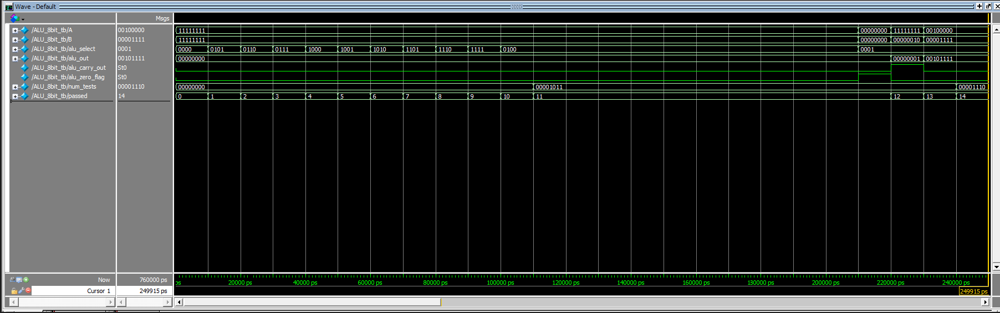 Wave - Default
Msgs
/ALU_8bit_tb/A 00100000 11111111 00000000 11111111 00100000
/ALU_8bit_tb/B 00001111 11111111 00000000 00000010 00001111
/ALU_8bit_tb/alu_select 0001 0000 0101 0110 0111 1000 1001 1010 1101 1110 1111 0100 0001
/ALU_8bit_tb/alu_out 00101111 00000000 00000001 00101111
/ALU_8bit_tb/alu_carry_out St0
/ALU_8bit_tb/alu_zero_flag St0
/ALU_8bit_tb/num_tests 00001110 00000000 00001011 00001110
/ALU_8bit_tb/passed 14 0 1 2 3 4 5 6 7 8 9 10 11 12 13 14
Now 760000 ps ps 20000 ps 40000 ps 60000 ps 80000 ps 100000 ps 120000 ps 140000 ps 160000 ps 180000 ps 200000 ps 220000 ps 240000 ps
Cursor 1 249915 ps 249915 ps